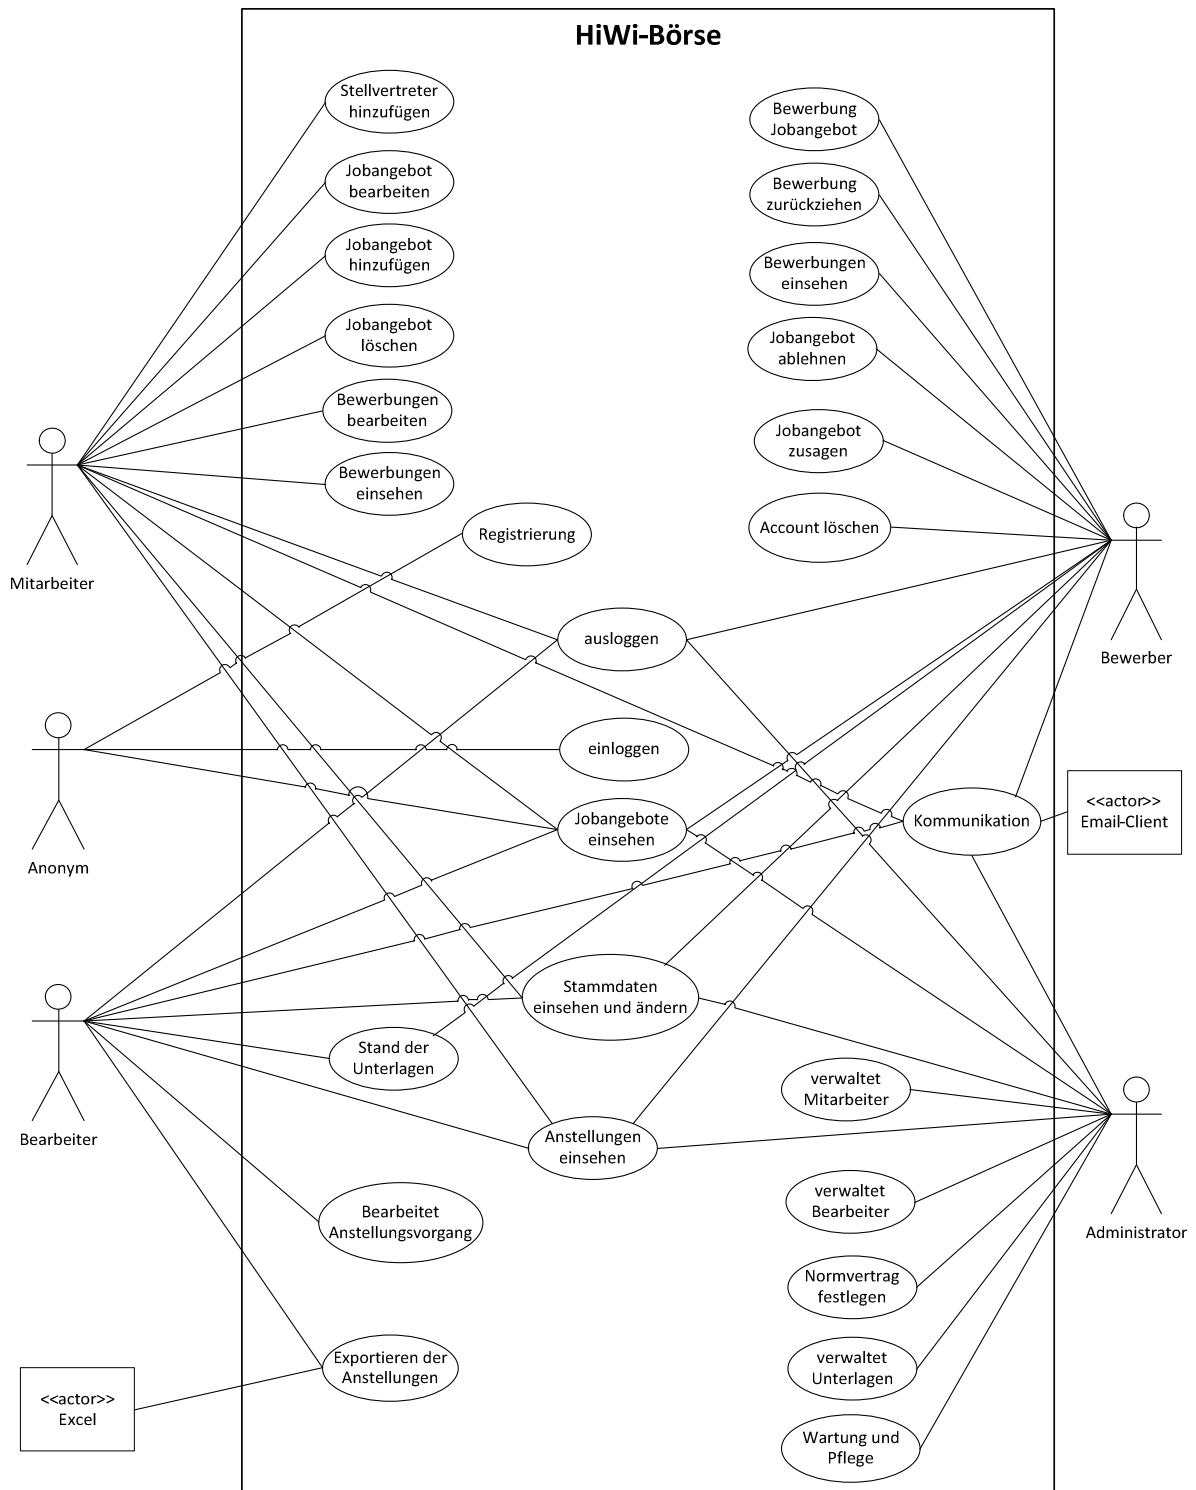 HiWi-Börse
Stellvertreter
hinzufügen
Jobangebot
bearbeiten
Jobangebot
hinzufügen
Jobangebot
löschen
Bewerbungen
bearbeiten
Bewerbungen
einsehen
Bewerbung
Jobangebot
Bewerbung
zurückziehen
Bewerbungen
einsehen
Jobangebot
ablehnen
Jobangebot
zusagen
Account löschen
Mitarbeiter
Registrierung
ausloggen
Bewerber
einloggen
Anonym
Jobangebote
einsehen
Kommunikation
<<actor>>
Email-Client
Stammdaten
einsehen und ändern
Stand der
Unterlagen
Bearbeiter
Anstellungen
einsehen
verwaltet
Mitarbeiter
verwaltet
Bearbeiter
Administrator
Bearbeitet
Anstellungsvorgang
Normvertrag
festlegen
Exportieren der
Anstellungen
verwaltet
Unterlagen
<<actor>>
Excel
Wartung und
Pflege